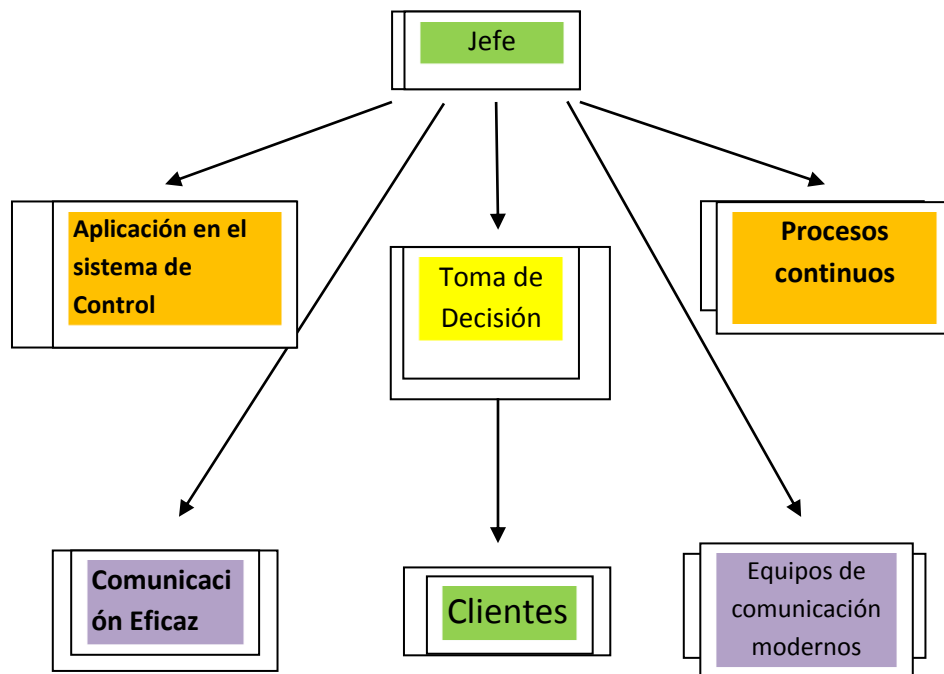 Jefe
Aplicación en el
sistema de
Control
Toma de
Decisión
Procesos
continuos
Comunicaci
ón Eficaz
Clientes
Equipos de
comunicación
modernos